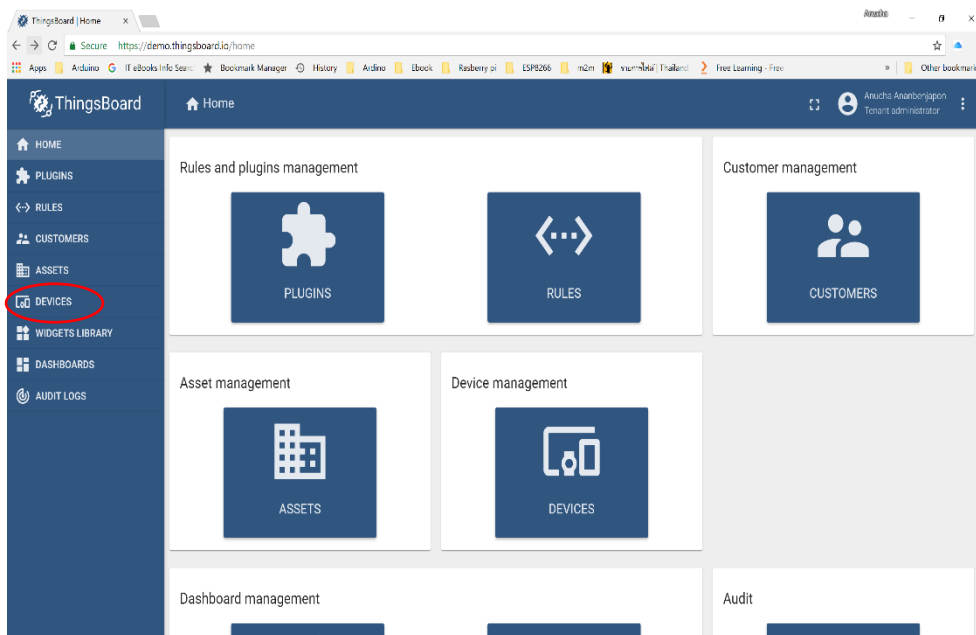 Anucha
ThingsBoard | Home
Secure https://demo.thingsboard.io/home
Apps Arduino IT eBooks Info Searc Bookmark Manager History Ardino Ebook Rasberry pi ESP8266 m2m | Thailand Free Learning - Free » Other bookmark
ThingsBoard
Home
Anucha Ananbenjapon
Tenant administrator
HOME
PLUGINS
RULES
CUSTOMERS
ASSETS
DEVICES
WIDGETS LIBRARY
DASHBOARDS
AUDIT LOGS
Rules and plugins management
PLUGINS
RULES
Customer management
CUSTOMERS
Asset management
ASSETS
Device management
DEVICES
Dashboard management
Audit